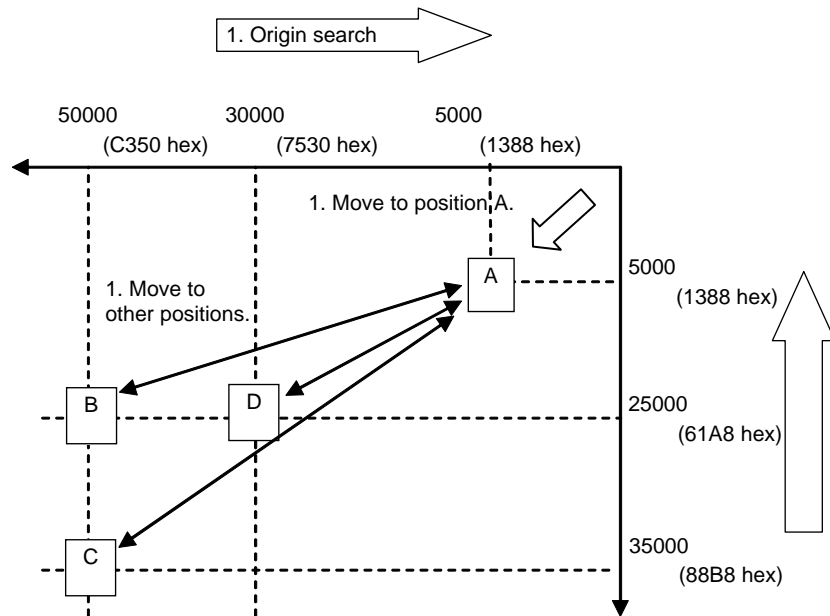 1. Origin search
50000
(C350 hex)
30000
(7530 hex)
5000
(1388 hex)
1. Move to position A.
A
5000
(1388 hex)
1. Move to
other positions.
B
D
25000
(61A8 hex)
C
35000
(88B8 hex)